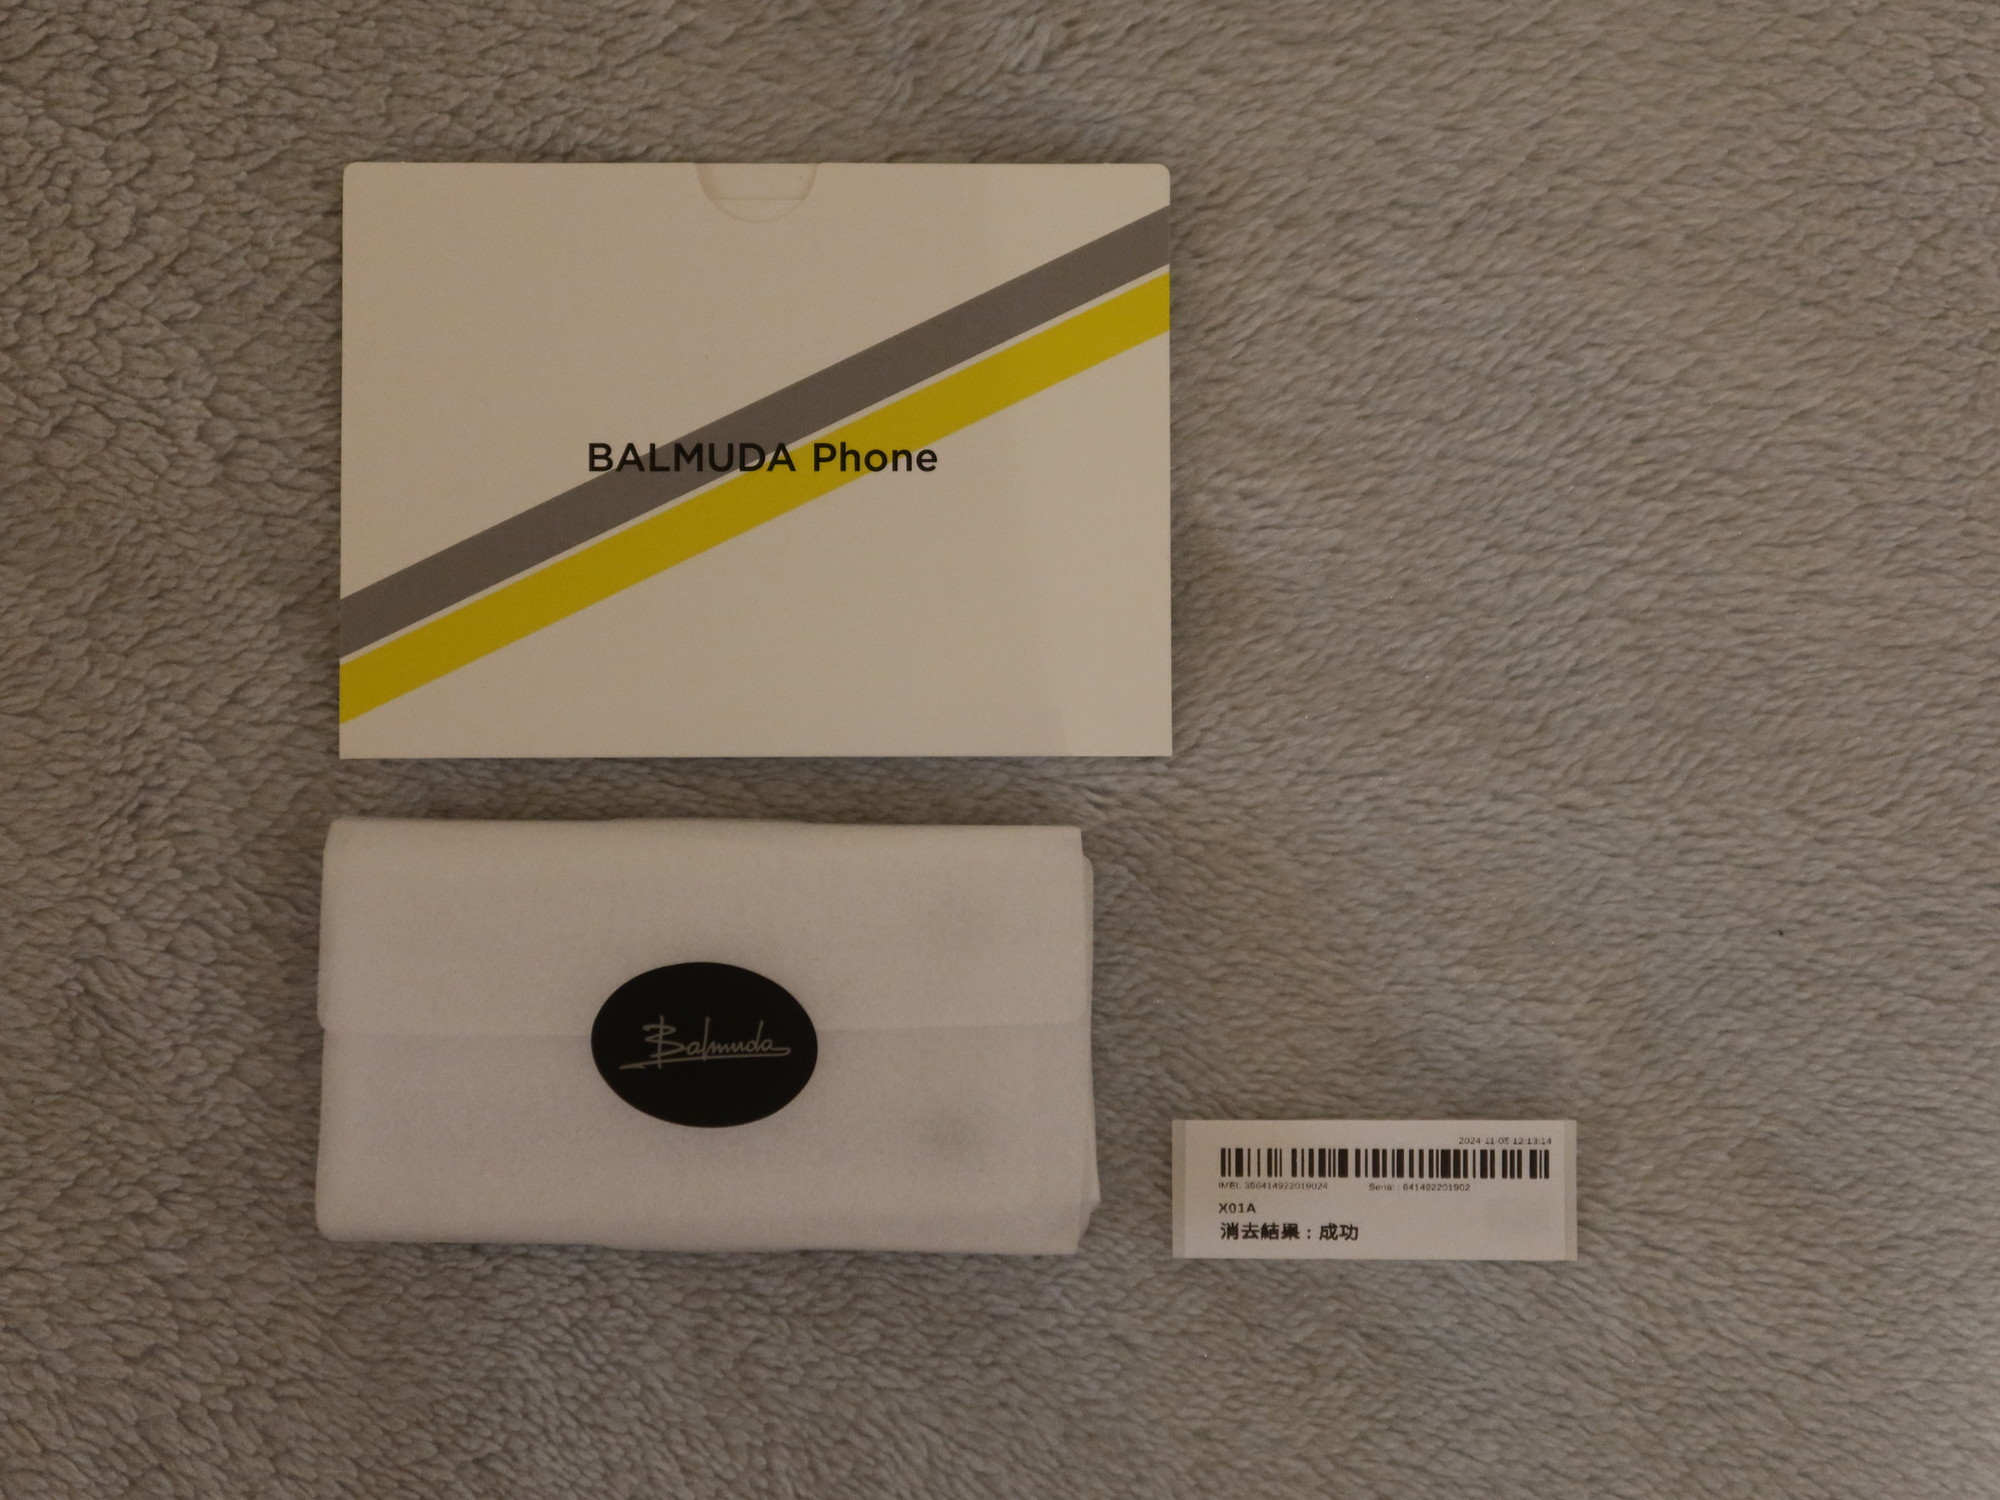 BALMUDA Phone
Balmuda
2024-11-05 12:13:14
IMEI: 356414922019024 Serial : 641492201902
X01A
消去結果：成功